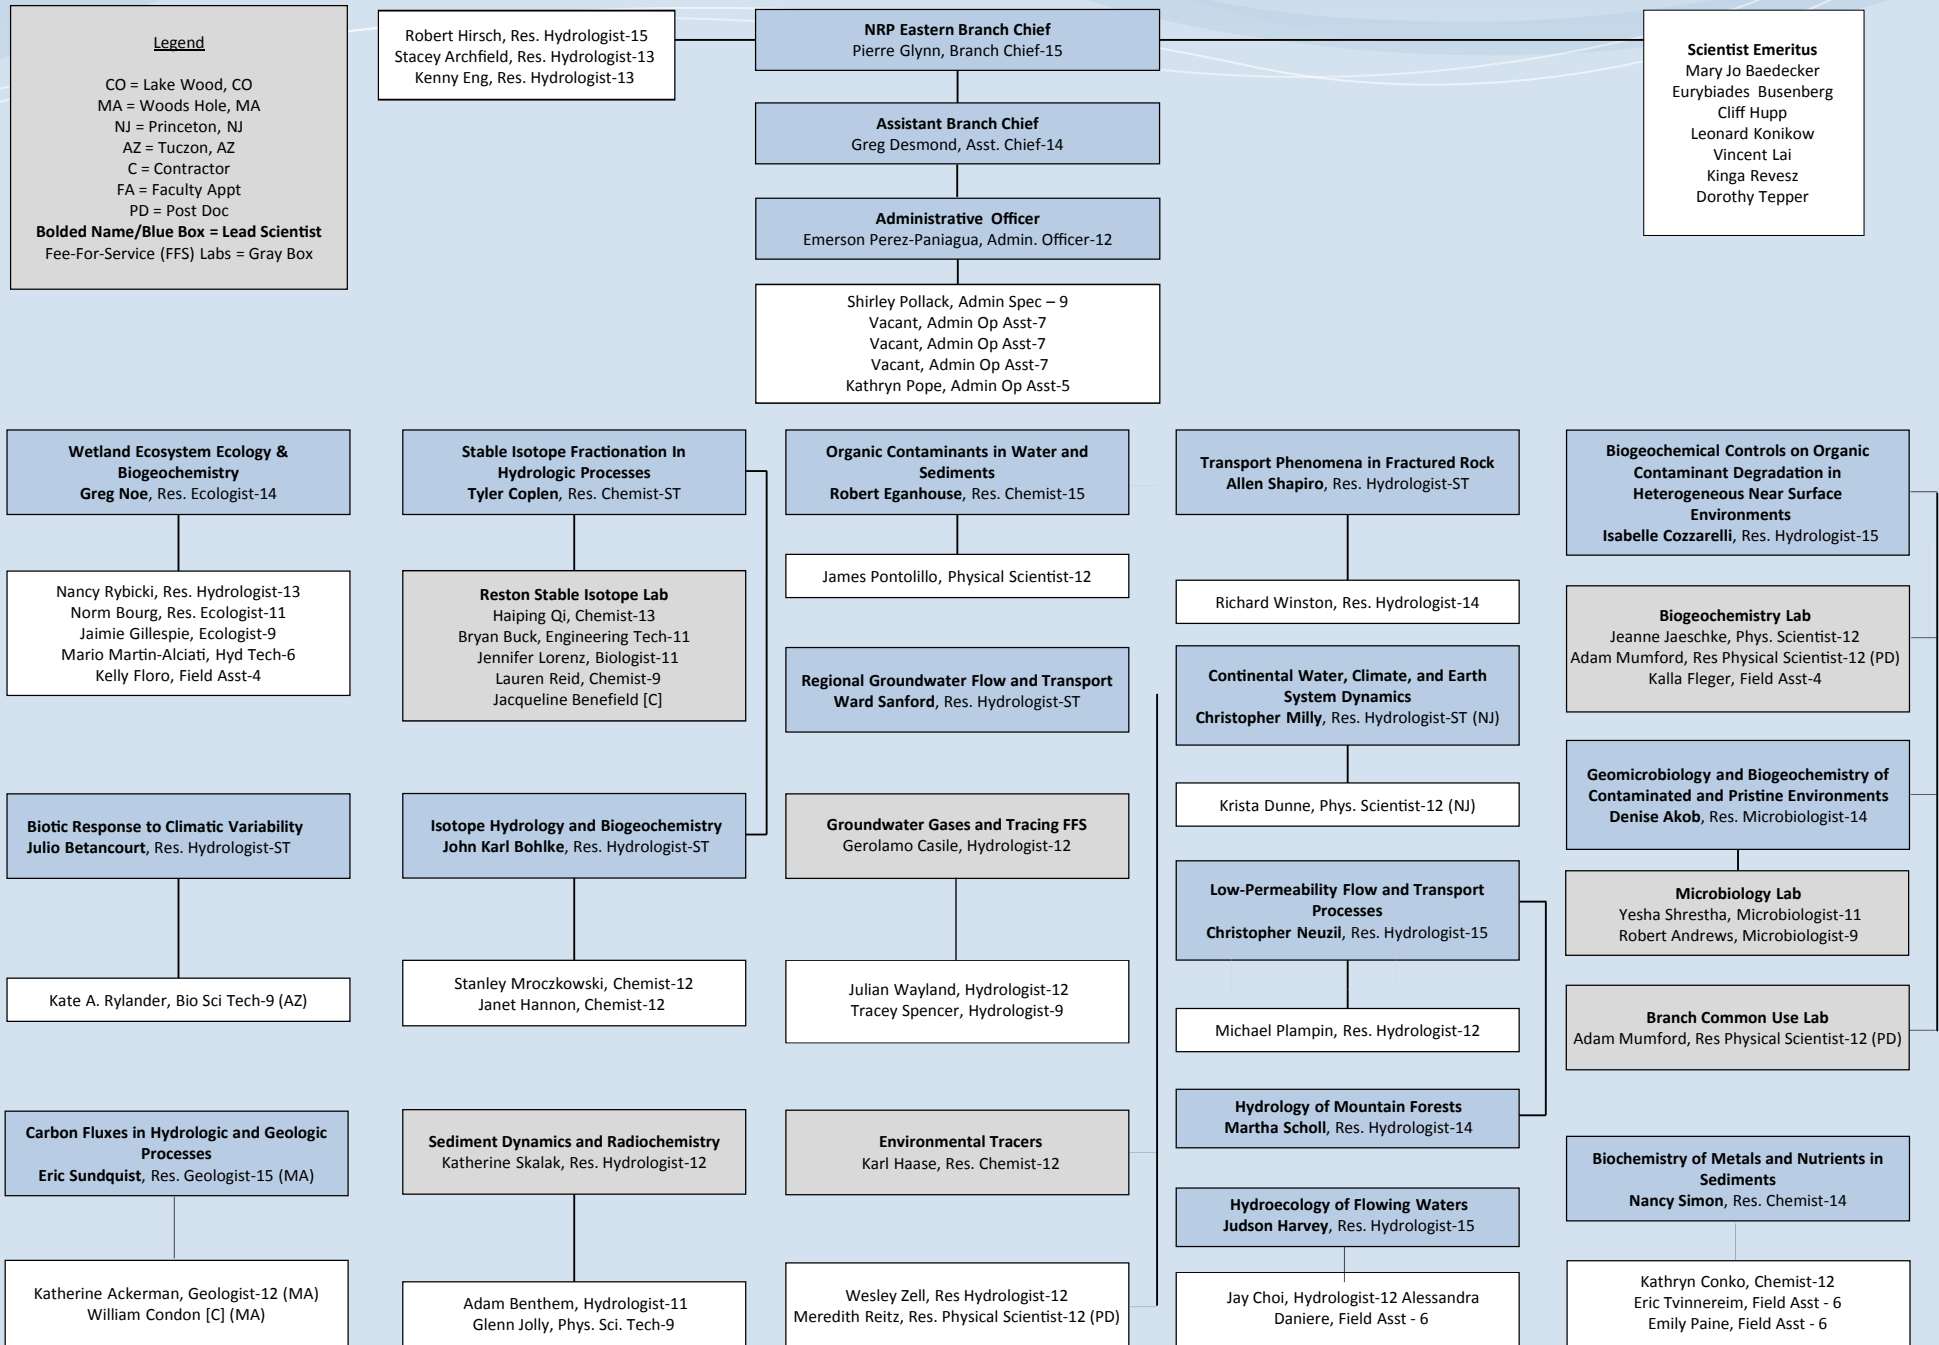 Legend
CO = Lake Wood, CO
MA = Woods Hole, MA
NJ = Princeton, NJ
AZ = Tuczon, AZ
C = Contractor
FA = Faculty Appt
PD = Post Doc
Bolded Name/Blue Box = Lead Scientist
Fee-For-Service (FFS) Labs = Gray Box
Robert Hirsch, Res. Hydrologist-15
Stacey Archfield, Res. Hydrologist-13
Kenny Eng, Res. Hydrologist-13
NRP Eastern Branch Chief
Pierre Glynn, Branch Chief-15
Scientist Emeritus
Mary Jo Baedecker
Eurybiades Busenberg
Cliff Hupp
Leonard Konikow
Vincent Lai
Kinga Revesz
Dorothy Tepper
Assistant Branch Chief
Greg Desmond, Asst. Chief-14
Administrative Officer
Emerson Perez-Paniagua, Admin. Officer-12
Shirley Pollack, Admin Spec – 9
Vacant, Admin Op Asst-7
Vacant, Admin Op Asst-7
Vacant, Admin Op Asst-7
Kathryn Pope, Admin Op Asst-5
Wetland Ecosystem Ecology &
Biogeochemistry
Greg Noe, Res. Ecologist-14
Nancy Rybicki, Res. Hydrologist-13
Norm Bourg, Res. Ecologist-11
Jaimie Gillespie, Ecologist-9
Mario Martin-Alciati, Hyd Tech-6
Kelly Floro, Field Asst-4
Biotic Response to Climatic Variability
Julio Betancourt, Res. Hydrologist-ST
Kate A. Rylander, Bio Sci Tech-9 (AZ)
Carbon Fluxes in Hydrologic and Geologic
Processes
Eric Sundquist, Res. Geologist-15 (MA)
Katherine Ackerman, Geologist-12 (MA)
William Condon [C] (MA)
Stable Isotope Fractionation In
Hydrologic Processes
Tyler Coplen, Res. Chemist-ST
Reston Stable Isotope Lab
Haiping Qi, Chemist-13
Bryan Buck, Engineering Tech-11
Jennifer Lorenz, Biologist-11
Lauren Reid, Chemist-9
Jacqueline Benefield [C]
Isotope Hydrology and Biogeochemistry
John Karl Bohlke, Res. Hydrologist-ST
Stanley Mroczkowski, Chemist-12
Janet Hannon, Chemist-12
Sediment Dynamics and Radiochemistry
Katherine Skalak, Res. Hydrologist-12
Adam Benthem, Hydrologist-11
Glenn Jolly, Phys. Sci. Tech-9
Organic Contaminants in Water and
Sediments
Robert Eganhouse, Res. Chemist-15
James Pontolillo, Physical Scientist-12
Regional Groundwater Flow and Transport
Ward Sanford, Res. Hydrologist-ST
Groundwater Gases and Tracing FFS
Gerolamo Casile, Hydrologist-12
Julian Wayland, Hydrologist-12
Tracey Spencer, Hydrologist-9
Environmental Tracers
Karl Haase, Res. Chemist-12
Wesley Zell, Res Hydrologist-12
Meredith Reitz, Res. Physical Scientist-12 (PD)
Transport Phenomena in Fractured Rock
Allen Shapiro, Res. Hydrologist-ST
Richard Winston, Res. Hydrologist-14
Continental Water, Climate, and Earth
System Dynamics
Christopher Milly, Res. Hydrologist-ST (NJ)
Krista Dunne, Phys. Scientist-12 (NJ)
Low-Permeability Flow and Transport
Processes
Christopher Neuzil, Res. Hydrologist-15
Michael Plampin, Res. Hydrologist-12
Hydrology of Mountain Forests
Martha Scholl, Res. Hydrologist-14
Hydroecology of Flowing Waters
Judson Harvey, Res. Hydrologist-15
Jay Choi, Hydrologist-12 Alessandra
Daniere, Field Asst - 6
Biogeochemical Controls on Organic
Contaminant Degradation in
Heterogeneous Near Surface
Environments
Isabelle Cozzarelli, Res. Hydrologist-15
Biogeochemistry Lab
Jeanne Jaeschke, Phys. Scientist-12
Adam Mumford, Res Physical Scientist-12 (PD)
Kalla Fleger, Field Asst-4
Geomicrobiology and Biogeochemistry of
Contaminated and Pristine Environments
Denise Akob, Res. Microbiologist-14
Microbiology Lab
Yesha Shrestha, Microbiologist-11
Robert Andrews, Microbiologist-9
Branch Common Use Lab
Adam Mumford, Res Physical Scientist-12 (PD)
Biochemistry of Metals and Nutrients in
Sediments
Nancy Simon, Res. Chemist-14
Kathryn Conko, Chemist-12
Eric Tvinnereim, Field Asst - 6
Emily Paine, Field Asst - 6